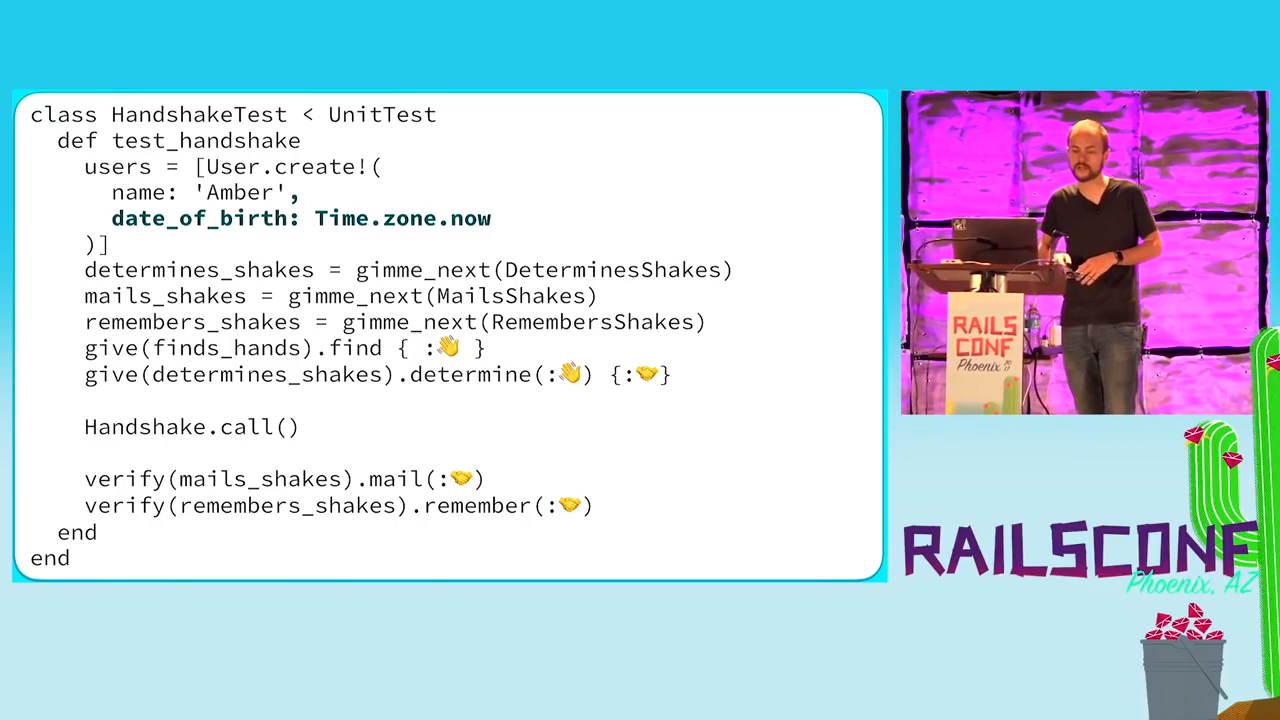 class HandshakeTest < UnitTest
  def test_handshake
    users = [User.create!(
      name: 'Amber',
      date_of_birth: Time.zone.now
    )]
    determines_shakes = gimme_next(DeterminesShakes)
    mails_shakes = gimme_next(MailsShakes)
    remembers_shakes = gimme_next(RemembersShakes)
    give(finds_hands).find { :👋 }
    give(determines_shakes).determine(:👋) {:🤝}
    Handshake.call()
    verify(mails_shakes).mail(:🤝)
    verify(remembers_shakes).remember(:🤝)
  end
end
RAILS
CONF
Phoenix 2017
RAILSCONF
Phoenix, AZ